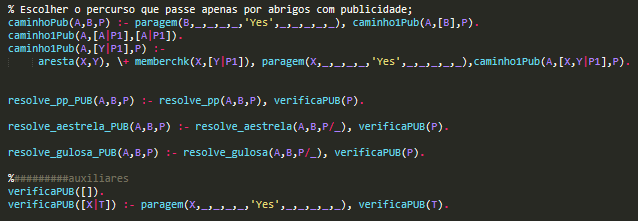 % Escolher o percurso que passe apenas por abrigos com publicidade;
caminhoPub(A,B,P) :- paragem(B,_,_,_,_,'Yes',_,_,_,_,_), caminho1Pub(A,[B],P).
caminho1Pub(A,[A|P1],[A|P1]).
caminho1Pub(A,[Y|P1],P) :-
aresta(X,Y), \+ memberchk(X,[Y|P1]), paragem(X,_,_,_,_,'Yes',_,_,_,_,_),caminho1Pub(A,[X,Y|P1],P).
resolve_pp_PUB(A,B,P) :- resolve_pp(A,B,P), verificaPUB(P).
resolve_aestrela_PUB(A,B,P) :- resolve_aestrela(A,B,P/_), verificaPUB(P).
resolve_gulosa_PUB(A,B,P) :- resolve_gulosa(A,B,P/_), verificaPUB(P).
%#########auxiliares
verificaPUB([]).
verificaPUB([X|T]) :- paragem(X,_,_,_,_,'Yes',_,_,_,_,_), verificaPUB(T).